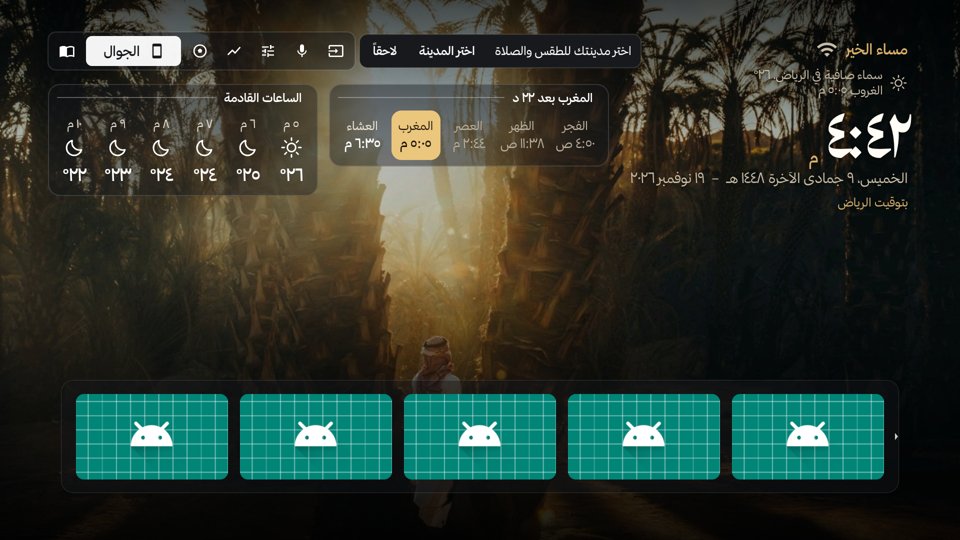 مساء الخير
سماء صافية في الرياض، ٢٦°
الغروب ٥:٠٥ م
٤:٤٢ م
الخميس، ٩ جمادى الآخرة ١٤٤٨ هـ – ١٩ نوفمبر ٢٠٢٦
بتوقيت الرياض
اختر مدينتك للطقس والصلاة
اختر المدينة
لاحقاً
الجوال
المغرب بعد ٢٢ د
الفجر الظهر العصر المغرب العشاء
٤:٥٠ ص ١١:٣٨ ص ٢:٤٤ م ٥:٠٥ م ٦:٣٥ م
الساعات القادمة
٥ م ٦ م ٧ م ٨ م ٩ م ١٠ م
٢٦° ٢٥° ٢٤° ٢٤° ٢٣° ٢٢°